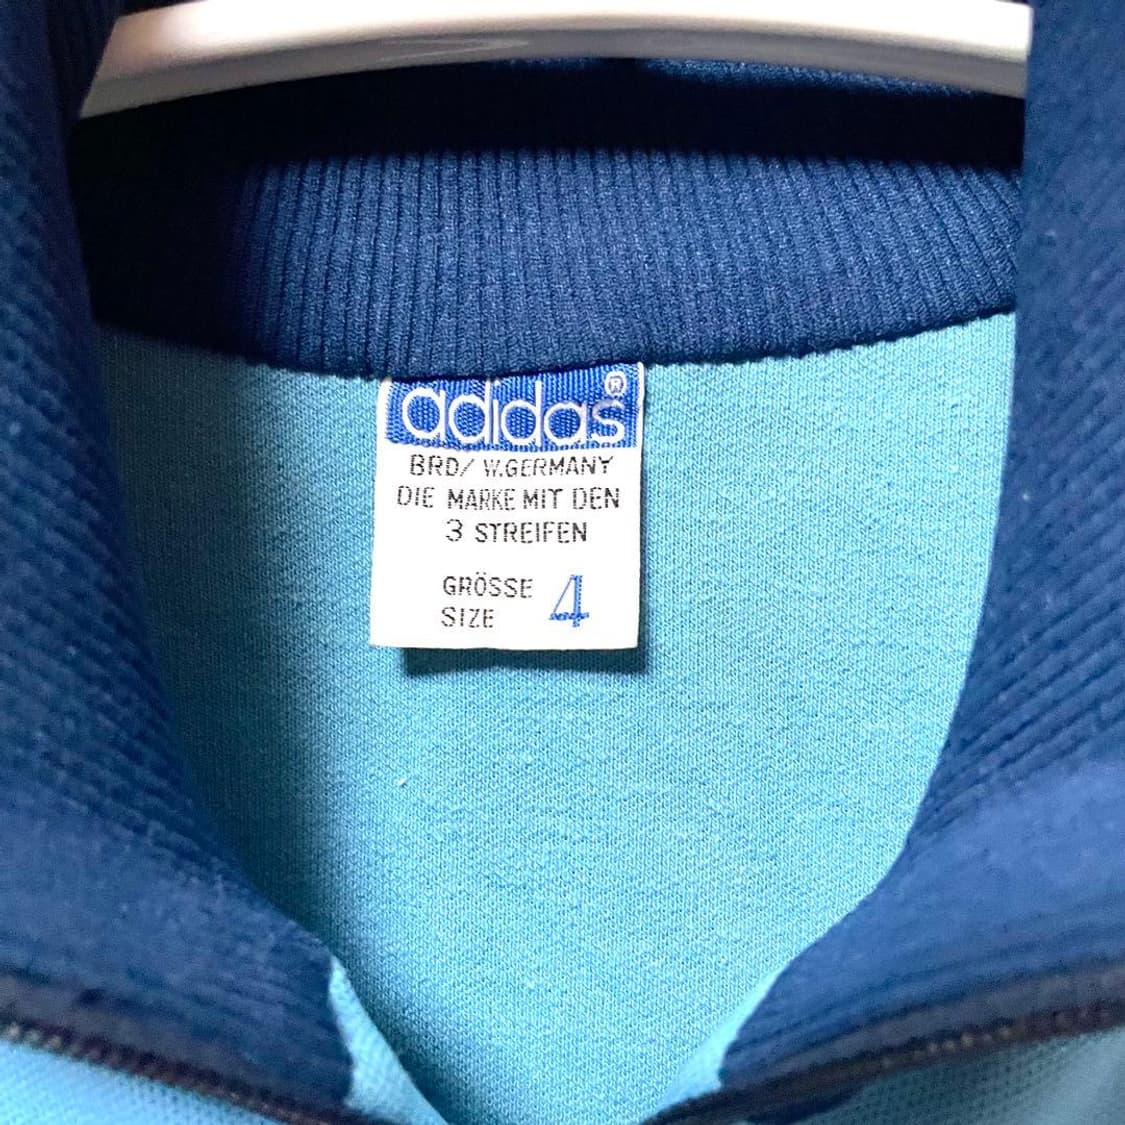 adidas®
BRD/ W.GERMANY
DIE MARKE MIT DEN
3 STREIFEN
GRÖSSE
SIZE 4